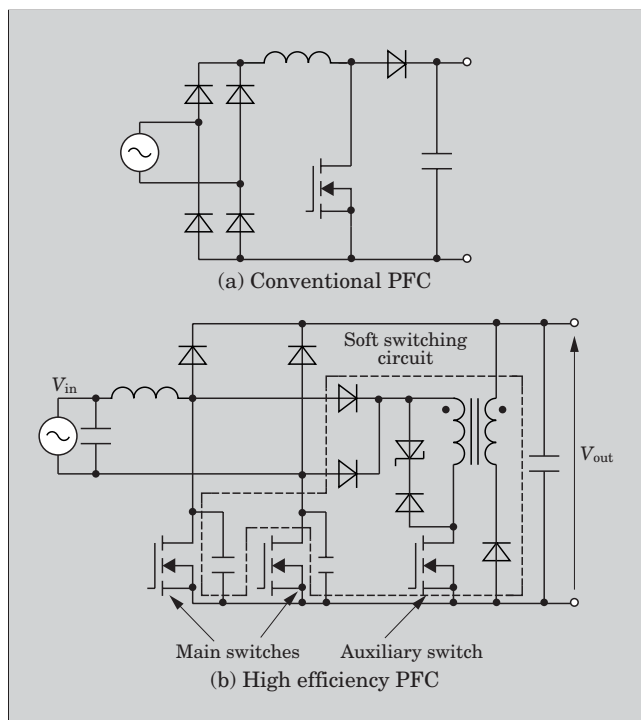 (a) Conventional PFC
Soft switching
circuit
Vin
Vout
Main switches
Auxiliary switch
(b) High efficiency PFC